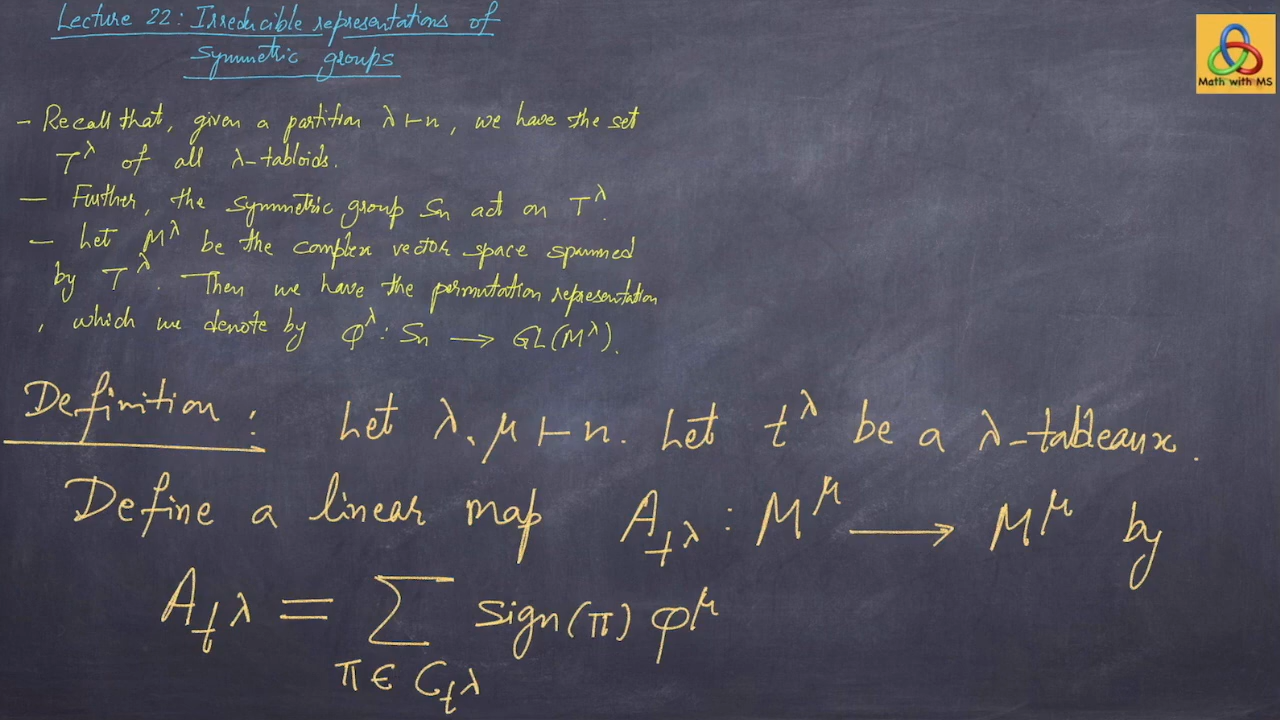 Lecture 22: Irreducible representations of
Symmetric groups
Math with MS
- Recall that, given a partition λ⊢n, we have the set
T^λ of all λ-tabloids.
- Further, the symmetric group Sn act on T^λ.
- Let M^λ be the complex vector space spanned
by T^λ. Then we have the permutation representation
, which we denote by φ^λ: Sn → GL(M^λ).
Definition: Let λ, μ ⊢ n. Let t^λ be a λ-tableaux.
Define a linear map A_{t^λ} : M^μ → M^μ by
A_{t^λ} = ∑_{π ∈ C_{t^λ}} sign(π) φ^μ